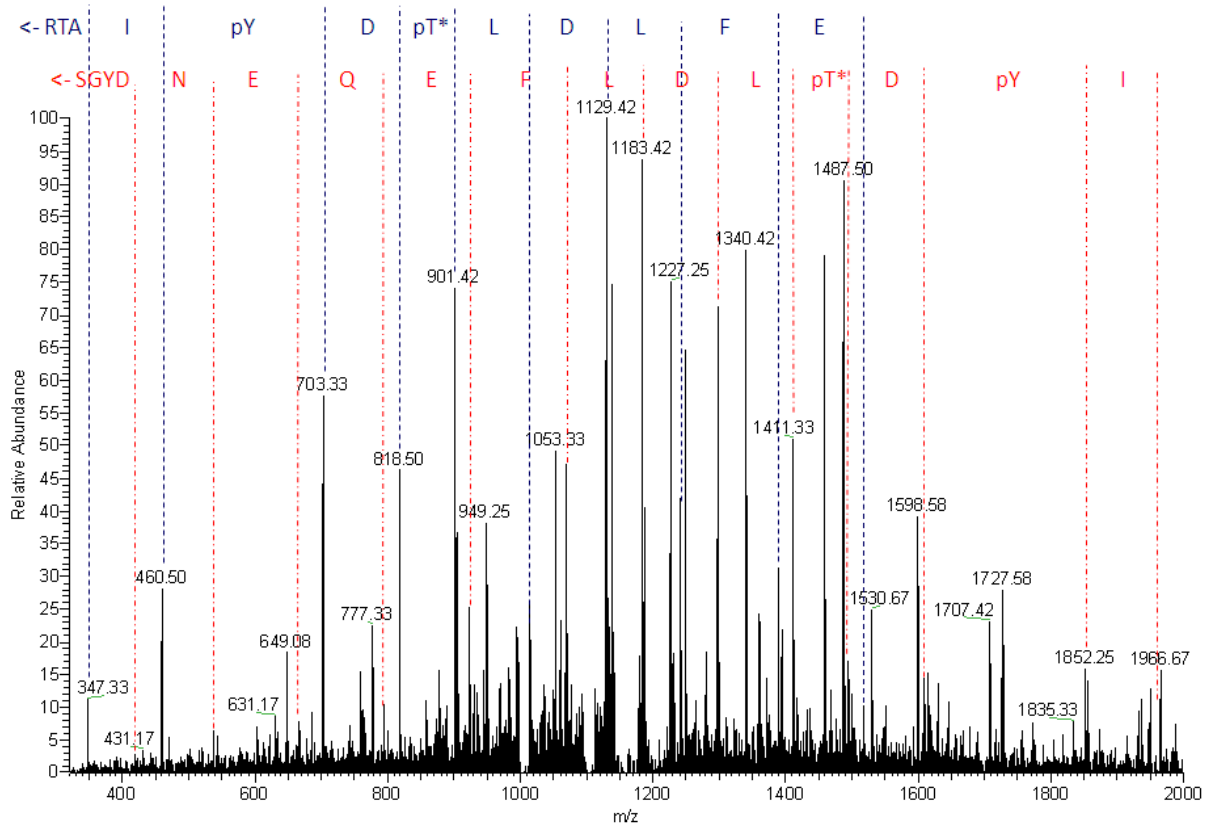 <- RTA I pY D pT* L D L F E
<- SGYD N E Q E F L D L pT* D pY I
100 1129.42
95 1183.42
90 1487.50
85
80 1340.42
75 901.42 1227.25
70
65
60 703.33
55
50 1053.33 1411.33
45 818.50
40 949.25 1598.58
35
30 460.50 1727.58
25 777.33 1530.67 1707.42
20 649.08
15 347.33 1852.25 1966.67
10 631.17 1835.33
5 431.17
0
400 600 800 1000 1200 1400 1600 1800 2000
m/z
Relative Abundance